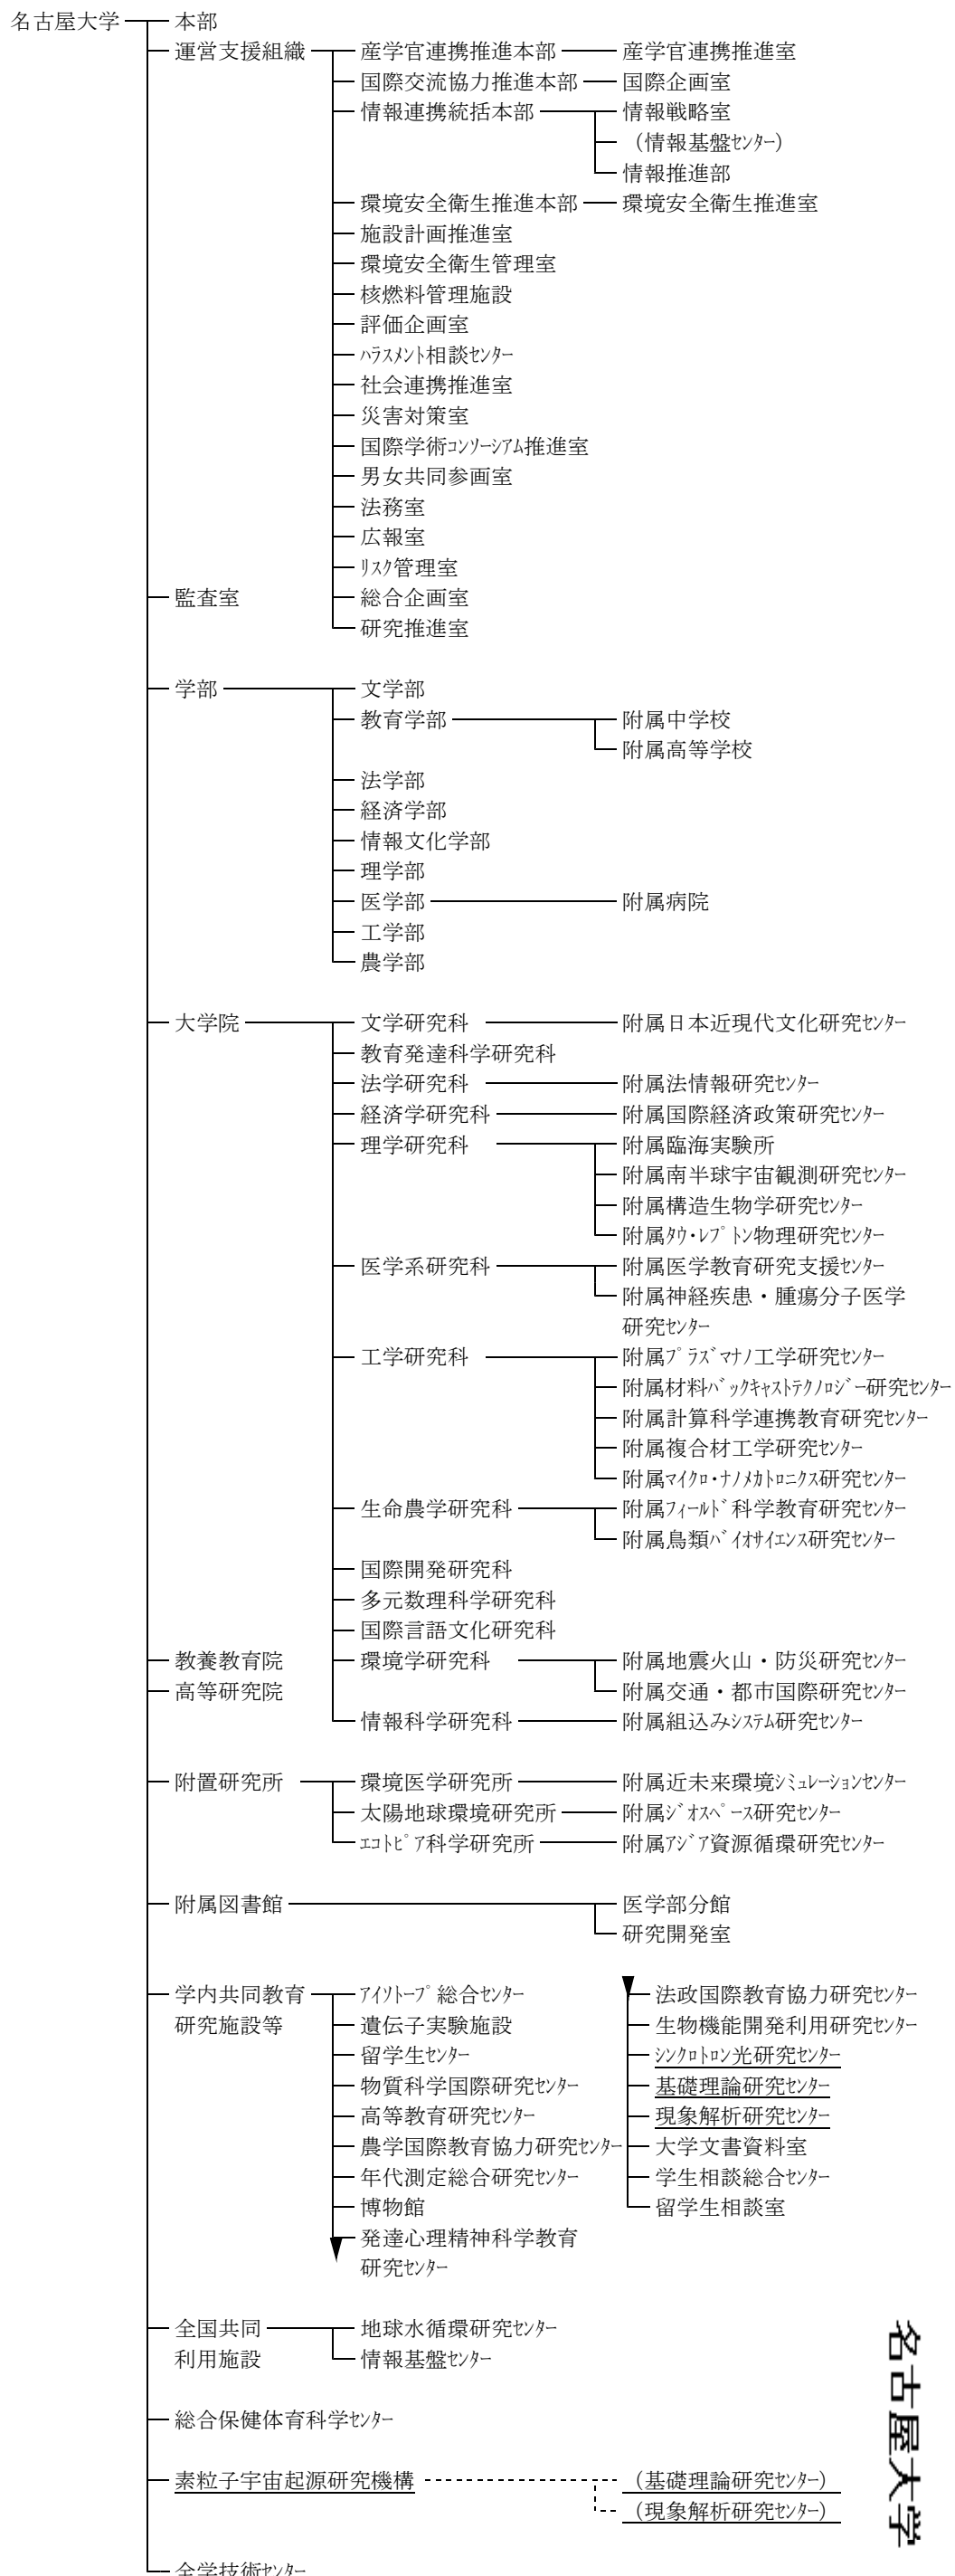 名古屋大学 本部
運営支援組織 産学官連携推進本部 産学官連携推進室
国際交流協力推進本部 国際企画室
情報連携統括本部 情報戦略室
（情報基盤ｾﾝﾀｰ）
情報推進部
環境安全衛生推進本部 環境安全衛生推進室
施設計画推進室
環境安全衛生管理室
核燃料管理施設
評価企画室
ﾊﾗｽﾒﾝﾄ相談ｾﾝﾀｰ
社会連携推進室
災害対策室
国際学術ｺﾝｿｰｼｱﾑ推進室
男女共同参画室
法務室
広報室
ﾘｽｸ管理室
監査室 総合企画室
研究推進室
学部 文学部
教育学部 附属中学校
附属高等学校
法学部
経済学部
情報文化学部
理学部
医学部 附属病院
工学部
農学部
大学院 文学研究科 附属日本近現代文化研究ｾﾝﾀｰ
教育発達科学研究科
法学研究科 附属法情報研究ｾﾝﾀｰ
経済学研究科 附属国際経済政策研究ｾﾝﾀｰ
理学研究科 附属臨海実験所
附属南半球宇宙観測研究ｾﾝﾀｰ
附属構造生物学研究ｾﾝﾀｰ
附属ﾀｳ・ﾚﾌﾟﾄﾝ物理研究ｾﾝﾀｰ
医学系研究科 附属医学教育研究支援ｾﾝﾀｰ
附属神経疾患・腫瘍分子医学
研究ｾﾝﾀｰ
工学研究科 附属ﾌﾟﾗｽﾞﾏﾅﾉ工学研究ｾﾝﾀｰ
附属材料ﾊﾞｯｸｷｬｽﾄﾃｸﾉﾛｼﾞｰ研究ｾﾝﾀｰ
附属計算科学連携教育研究ｾﾝﾀｰ
附属複合材工学研究ｾﾝﾀｰ
附属ﾏｲｸﾛ・ﾅﾉﾒｶﾄﾛﾆｸｽ研究ｾﾝﾀｰ
生命農学研究科 附属ﾌｨｰﾙﾄﾞ科学教育研究ｾﾝﾀｰ
附属鳥類ﾊﾞｲｵｻｲｴﾝｽ研究ｾﾝﾀｰ
国際開発研究科
多元数理科学研究科
国際言語文化研究科
教養教育院 環境学研究科 附属地震火山・防災研究ｾﾝﾀｰ
高等研究院 附属交通・都市国際研究ｾﾝﾀｰ
情報科学研究科 附属組込みｼｽﾃﾑ研究ｾﾝﾀｰ
附置研究所 環境医学研究所 附属近未来環境ｼﾐｭﾚｰｼｮﾝｾﾝﾀｰ
太陽地球環境研究所 附属ｼﾞｵｽﾍﾟｰｽ研究ｾﾝﾀｰ
ｴｺﾄﾋﾟｱ科学研究所 附属ｱｼﾞｱ資源循環研究ｾﾝﾀｰ
附属図書館 医学部分館
研究開発室
学内共同教育 ｱｲｿﾄｰﾌﾟ総合ｾﾝﾀｰ 法政国際教育協力研究ｾﾝﾀｰ
研究施設等 遺伝子実験施設 生物機能開発利用研究ｾﾝﾀｰ
留学生ｾﾝﾀｰ ｼﾝｸﾛﾄﾛﾝ光研究ｾﾝﾀｰ
物質科学国際研究ｾﾝﾀｰ 基礎理論研究ｾﾝﾀｰ
高等教育研究ｾﾝﾀｰ 現象解析研究ｾﾝﾀｰ
農学国際教育協力研究ｾﾝﾀｰ 大学文書資料室
年代測定総合研究ｾﾝﾀｰ 学生相談総合ｾﾝﾀｰ
博物館 留学生相談室
発達心理精神科学教育
研究ｾﾝﾀｰ
全国共同 地球水循環研究ｾﾝﾀｰ
利用施設 情報基盤ｾﾝﾀｰ
総合保健体育科学ｾﾝﾀｰ
素粒子宇宙起源研究機構 （基礎理論研究ｾﾝﾀｰ）
（現象解析研究ｾﾝﾀｰ）
全学技術ｾﾝﾀｰ
名古屋大学